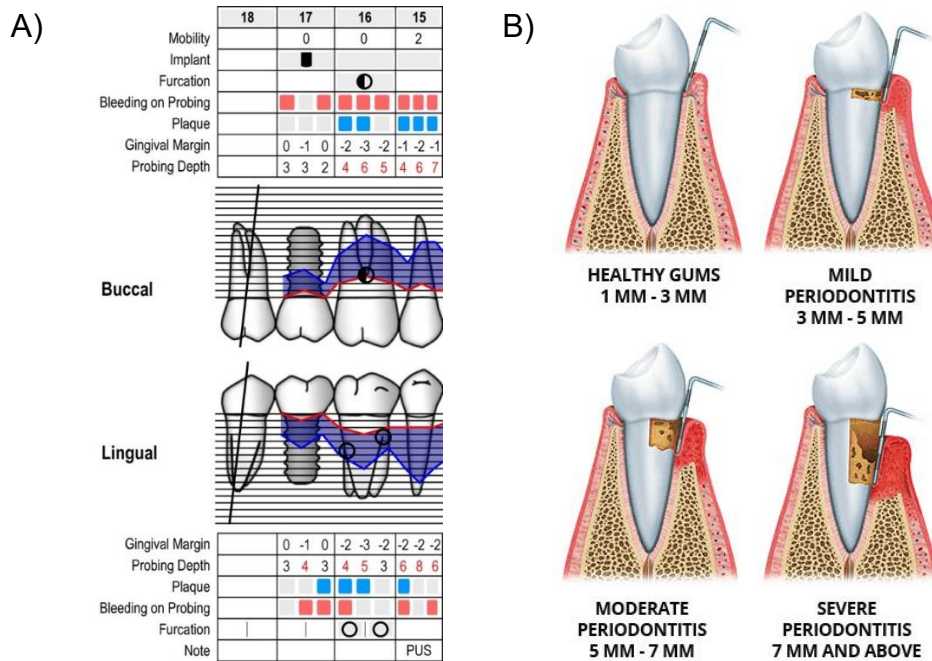 A)
18 17 16 15
Mobility 0 0 2
Implant
Furcation
Bleeding on Probing
Plaque
Gingival Margin 0 -1 0 -2 -3 -2 -1 -2 -1
Probing Depth 3 3 2 4 6 5 4 6 7
Buccal
Lingual
Gingival Margin 0 -1 0 -2 -3 -2 -2 -2 -2
Probing Depth 3 4 3 4 5 3 6 8 6
Plaque
Bleeding on Probing
Furcation
Note PUS
B)
HEALTHY GUMS
1 MM - 3 MM
MILD
PERIODONTITIS
3 MM - 5 MM
MODERATE
PERIODONTITIS
5 MM - 7 MM
SEVERE
PERIODONTITIS
7 MM AND ABOVE